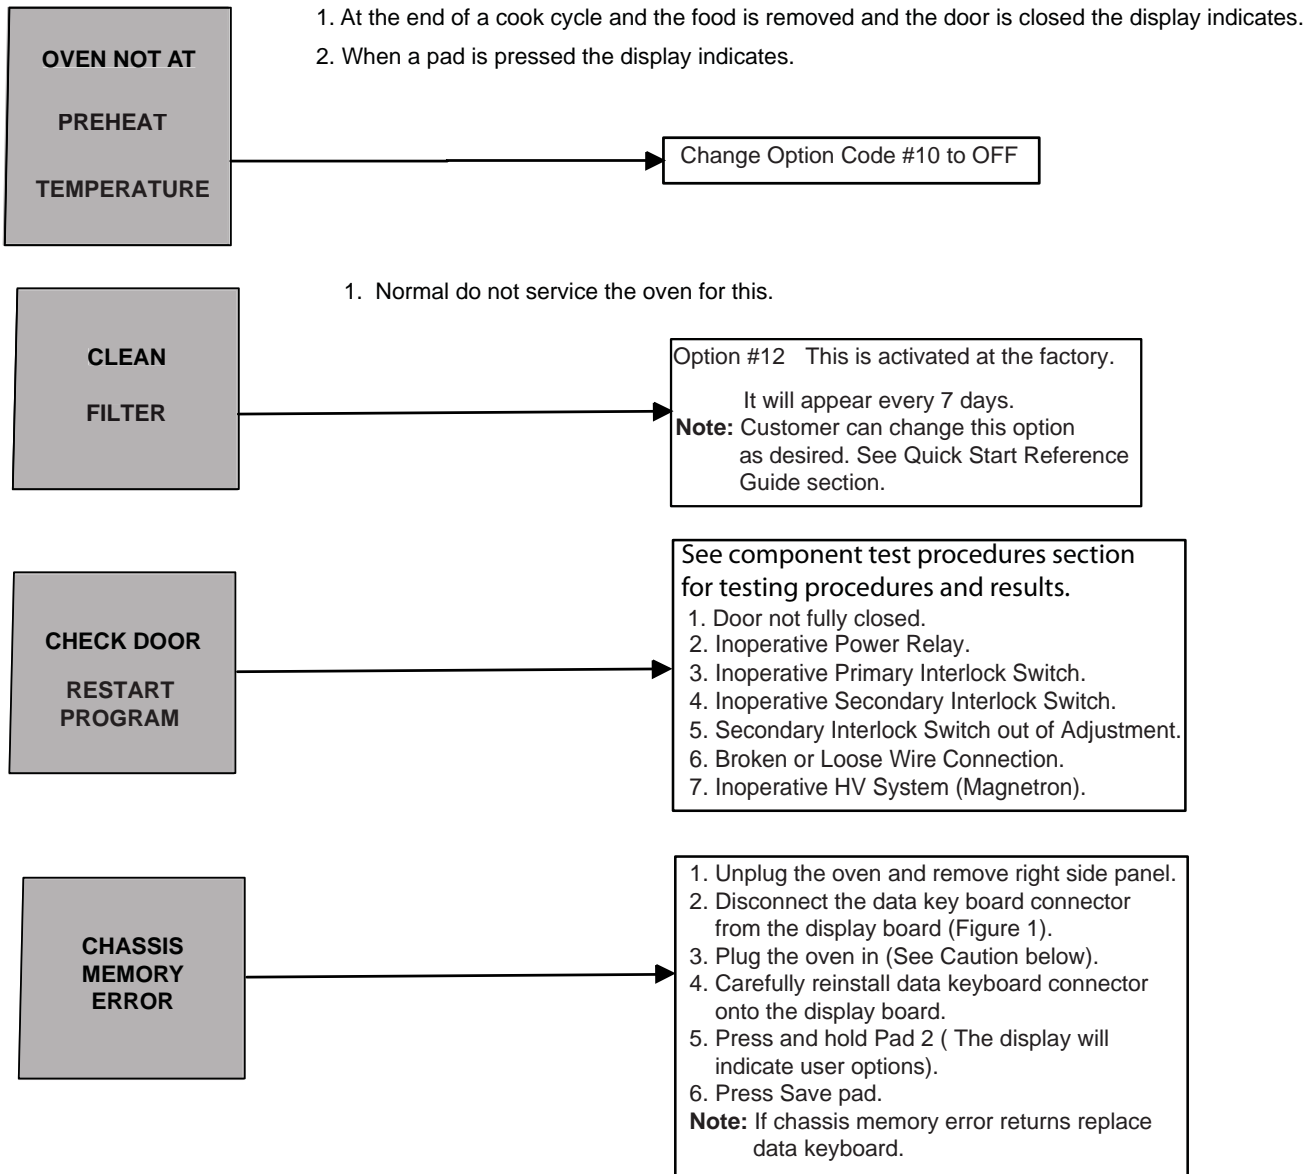 1. At the end of a cook cycle and the food is removed and the door is closed the display indicates.
2. When a pad is pressed the display indicates.
OVEN NOT AT
PREHEAT
TEMPERATURE
Change Option Code #10 to OFF
1. Normal do not service the oven for this.
CLEAN
FILTER
Option #12 This is activated at the factory.
It will appear every 7 days.
Note: Customer can change this option
as desired. See Quick Start Reference
Guide section.
CHECK DOOR
RESTART
PROGRAM
See component test procedures section
for testing procedures and results.
1. Door not fully closed.
2. Inoperative Power Relay.
3. Inoperative Primary Interlock Switch.
4. Inoperative Secondary Interlock Switch.
5. Secondary Interlock Switch out of Adjustment.
6. Broken or Loose Wire Connection.
7. Inoperative HV System (Magnetron).
CHASSIS
MEMORY
ERROR
1. Unplug the oven and remove right side panel.
2. Disconnect the data key board connector
from the display board (Figure 1).
3. Plug the oven in (See Caution below).
4. Carefully reinstall data keyboard connector
onto the display board.
5. Press and hold Pad 2 ( The display will
indicate user options).
6. Press Save pad.
Note: If chassis memory error returns replace
data keyboard.